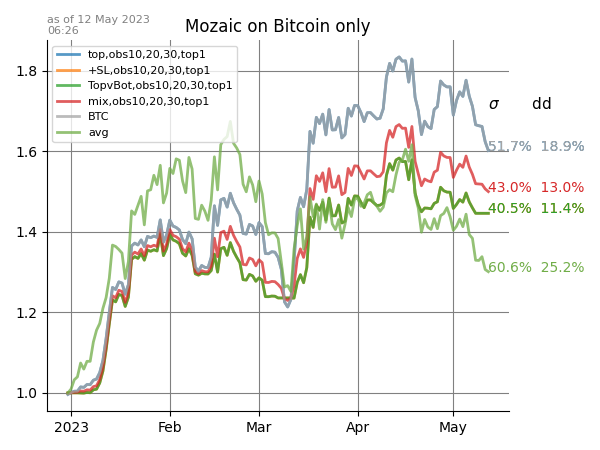 as of 12 May 2023
06:26
Mozaic on Bitcoin only
top,obs10,20,30,top1
+SL,obs10,20,30,top1
TopvBot,obs10,20,30,top1
mix,obs10,20,30,top1
BTC
avg
σ dd
51.7% 18.9%
43.0% 13.0%
40.5% 11.4%
60.6% 25.2%
1.8
1.6
1.4
1.2
1.0
2023 Feb Mar Apr May